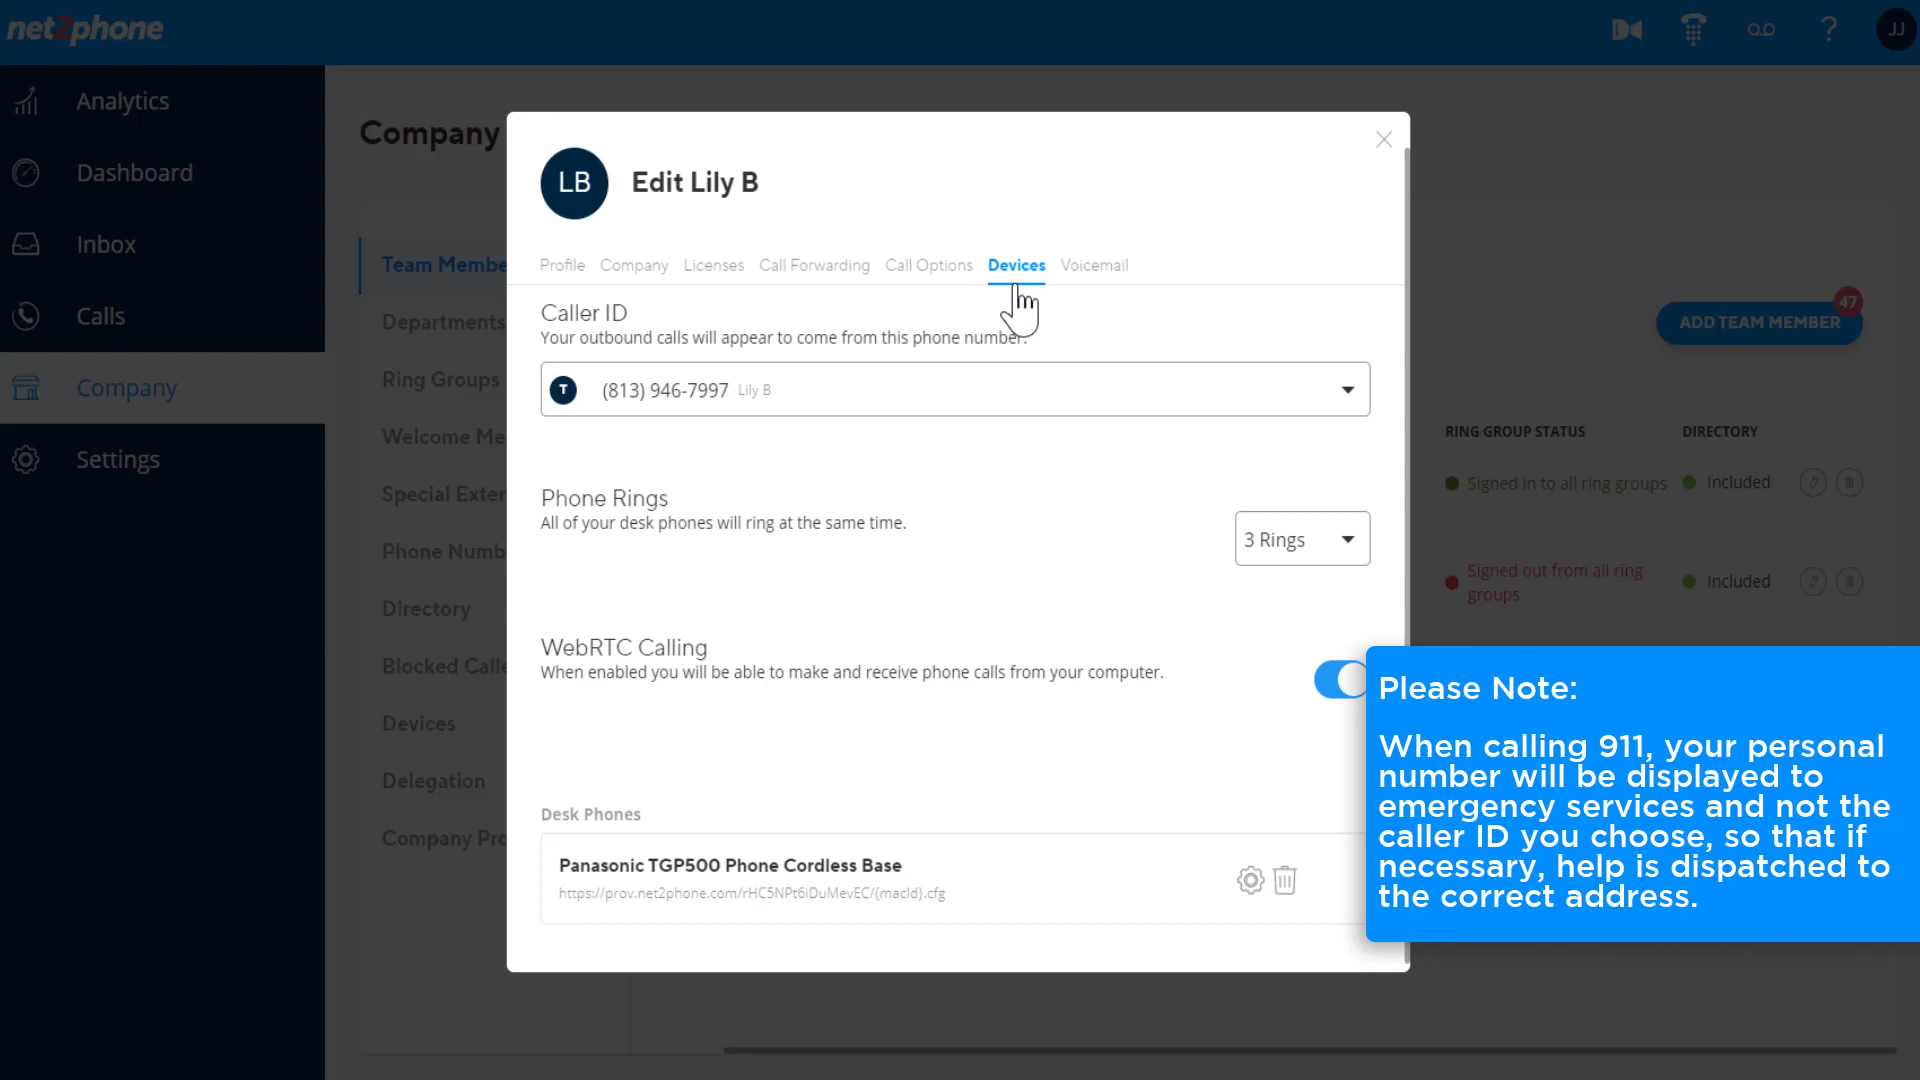 net2phone
JJ
Analytics
Dashboard
Inbox
Calls
Company
Settings
Company
Team Membe
Departments
Ring Groups
Welcome Me
Special Exter
Phone Numb
Directory
Blocked Calle
Devices
Delegation
Company Pro
47
ADD TEAM MEMBER
RING GROUP STATUS
DIRECTORY
Signed in to all ring groups
Included
Signed out from all ring
groups
Included
LB
Edit Lily B
Profile
Company
Licenses
Call Forwarding
Call Options
Devices
Voicemail
Caller ID
Your outbound calls will appear to come from this phone number.
T
(813) 946-7997 Lily B
Phone Rings
All of your desk phones will ring at the same time.
3 Rings
WebRTC Calling
When enabled you will be able to make and receive phone calls from your computer.
Desk Phones
Panasonic TGP500 Phone Cordless Base
https://prov.net2phone.com/rHC5NPt6iDuMevEC/{macId}.cfg
Please Note:
When calling 911, your personal
number will be displayed to
emergency services and not the
caller ID you choose, so that if
necessary, help is dispatched to
the correct address.